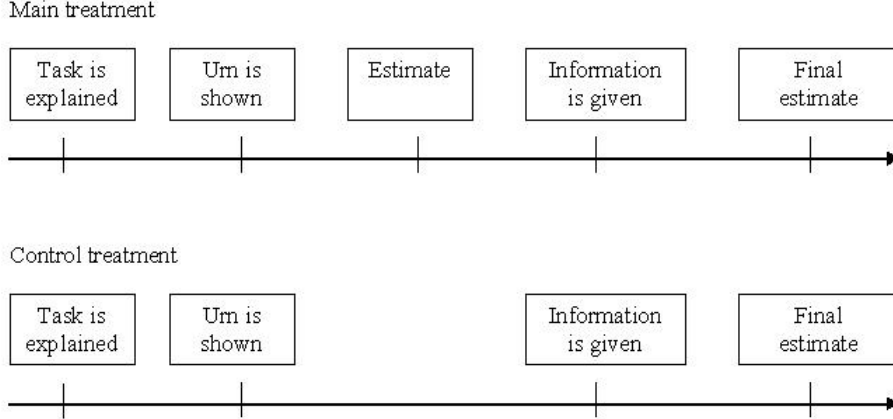 Main treatment
Task is
explained
Urn is
shown
Estimate
Information
is given
Final
estimate
Control treatment
Task is
explained
Urn is
shown
Information
is given
Final
estimate